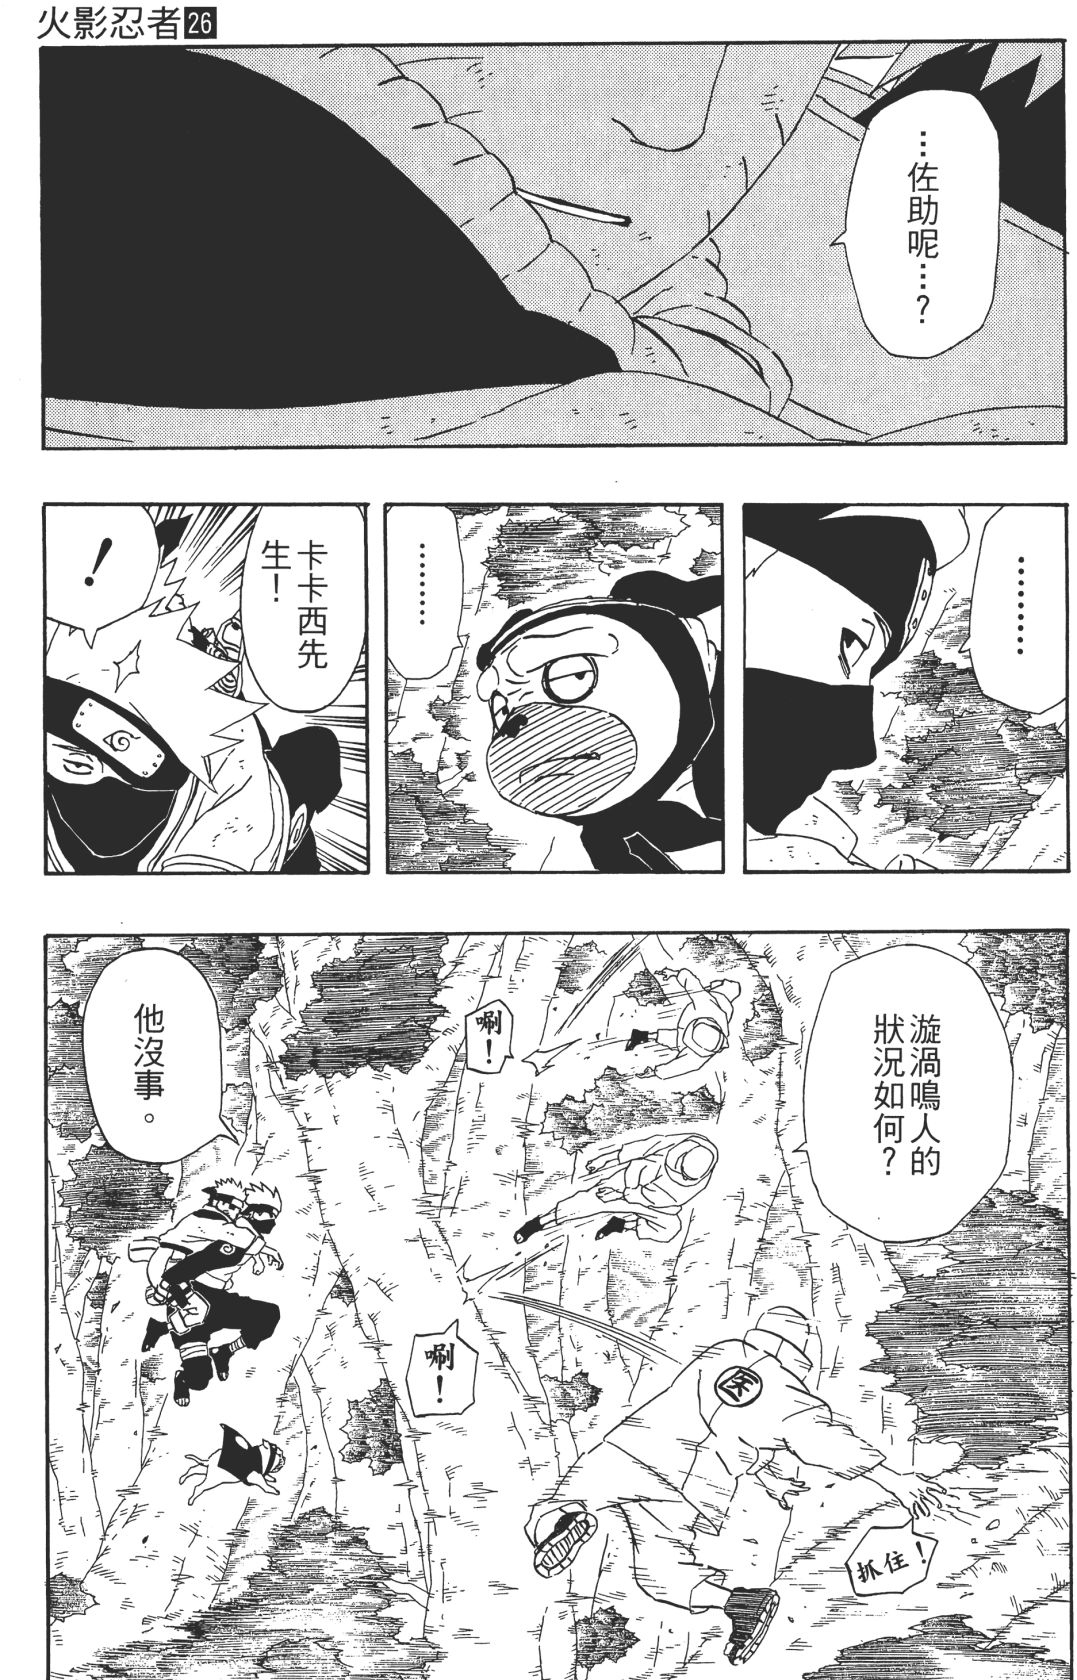 火影忍者26
…佐助呢…？
………
………
卡卡西先
生！
！
漩渦鳴人的
狀況如何？
唰！
他沒事。
唰！
医
抓住！